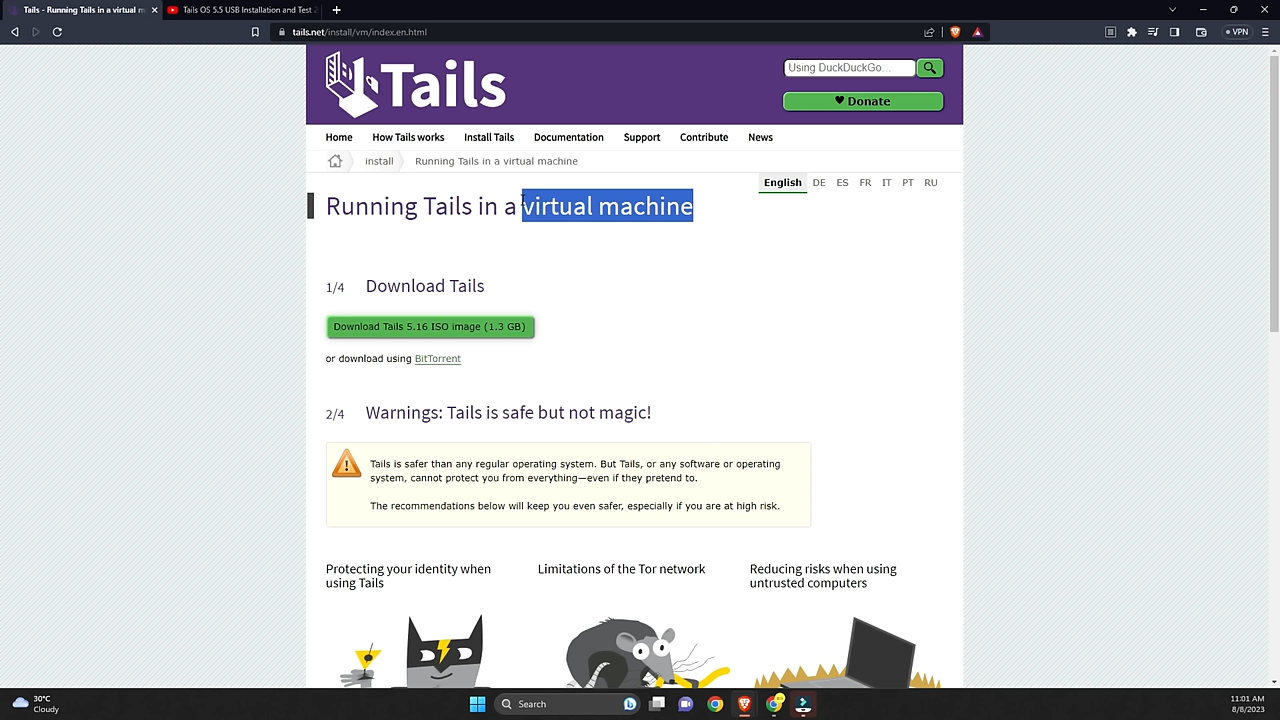 Tails - Running Tails in a virtual m
Tails OS 5.5 USB Installation and Test
tails.net/install/vm/index.en.html
VPN
Tails
Using DuckDuckGo...
Donate
Home How Tails works Install Tails Documentation Support Contribute News
install Running Tails in a virtual machine
English DE ES FR IT PT RU
Running Tails in a virtual machine
1/4 Download Tails
Download Tails 5.16 ISO image (1.3 GB)
or download using BitTorrent
2/4 Warnings: Tails is safe but not magic!
Tails is safer than any regular operating system. But Tails, or any software or operating
system, cannot protect you from everything—even if they pretend to.
The recommendations below will keep you even safer, especially if you are at high risk.
Protecting your identity when
using Tails
Limitations of the Tor network
Reducing risks when using
untrusted computers
30°C
Cloudy
Search
11:01 AM
8/8/2023